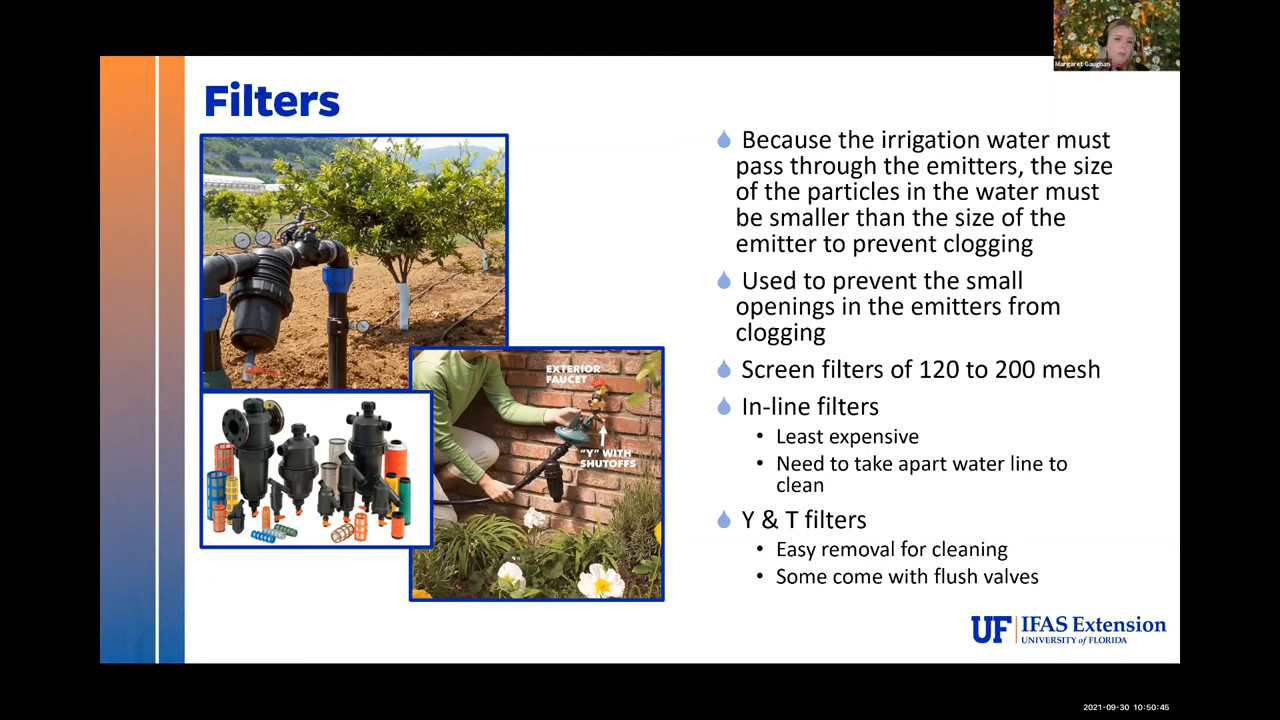 Margaret Gaughan
Filters
Because the irrigation water must
pass through the emitters, the size
of the particles in the water must
be smaller than the size of the
emitter to prevent clogging
Used to prevent the small
openings in the emitters from
clogging
Screen filters of 120 to 200 mesh
In-line filters
• Least expensive
• Need to take apart water line to
clean
Y & T filters
• Easy removal for cleaning
• Some come with flush valves
EXTERIOR
FAUCET
"Y" WITH
SHUTOFFS
UF IFAS Extension
UNIVERSITY of FLORIDA
2021-09-30 10:50:45